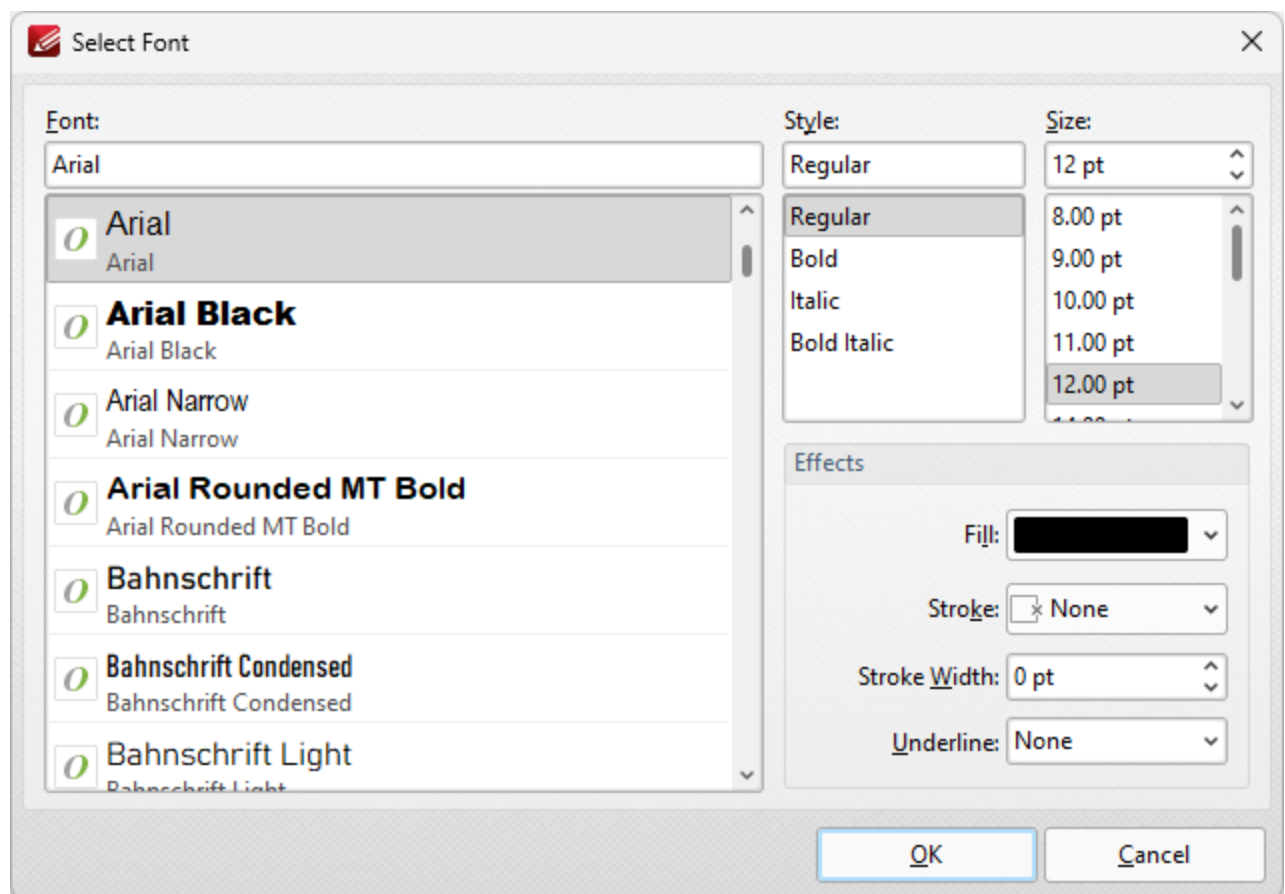 Select Font
Font:
Arial
Arial
Arial
Arial Black
Arial Black
Arial Narrow
Arial Narrow
Arial Rounded MT Bold
Arial Rounded MT Bold
Bahnschrift
Bahnschrift
Bahnschrift Condensed
Bahnschrift Condensed
Bahnschrift Light
Bahnschrift Light
Style:
Regular
Regular
Bold
Italic
Bold Italic
Size:
12 pt
8.00 pt
9.00 pt
10.00 pt
11.00 pt
12.00 pt
Effects
Fill:
Stroke: None
Stroke Width: 0 pt
Underline: None
OK Cancel